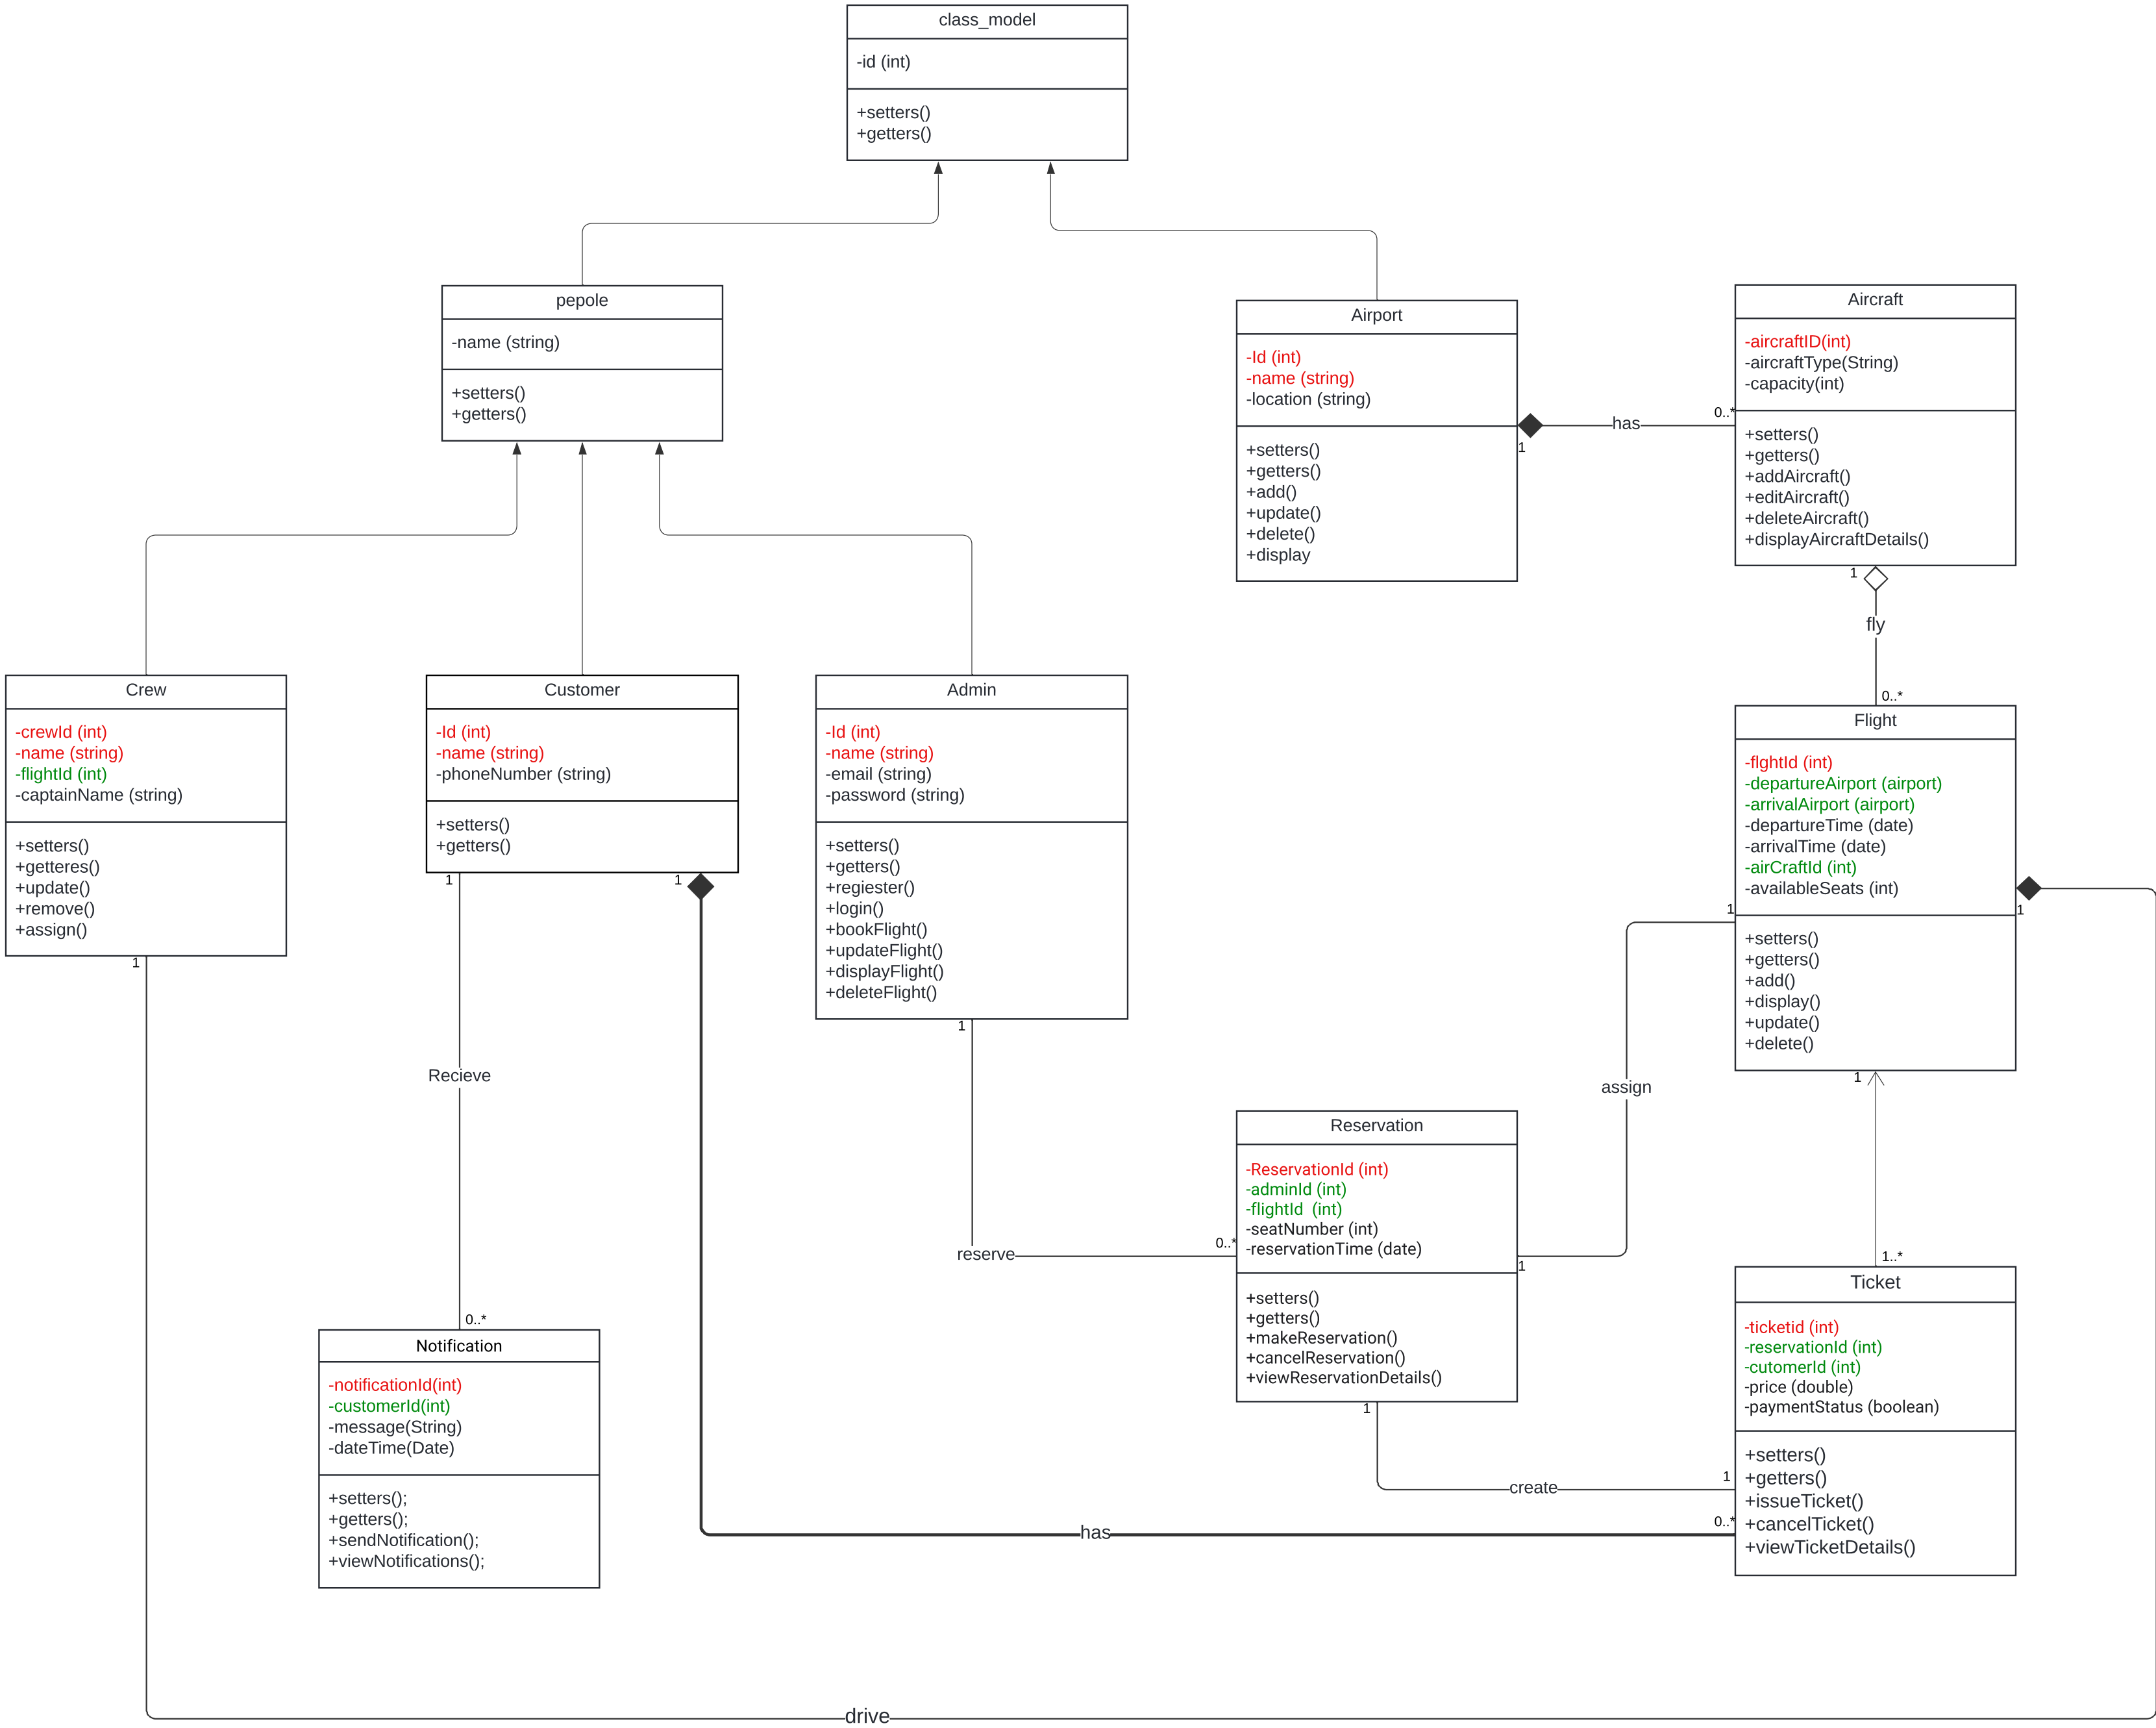 class_model
-id (int)
+setters()
+getters()
pepole
-name (string)
+setters()
+getters()
Airport
-Id (int)
-name (string)
-location (string)
+setters()
+getters()
+add()
+update()
+delete()
+display
1
has
0..*
Aircraft
-aircraftID(int)
-aircraftType(String)
-capacity(int)
+setters()
+getters()
+addAircraft()
+editAircraft()
+deleteAircraft()
+displayAircraftDetails()
1
fly
0..*
Crew
-crewId (int)
-name (string)
-flightId (int)
-captainName (string)
+setters()
+getteres()
+update()
+remove()
+assign()
1
Customer
-Id (int)
-name (string)
-phoneNumber (string)
+setters()
+getters()
1
1
Admin
-Id (int)
-name (string)
-email (string)
-password (string)
+setters()
+getters()
+regiester()
+login()
+bookFlight()
+updateFlight()
+displayFlight()
+deleteFlight()
1
Flight
-flghtId (int)
-departureAirport (airport)
-arrivalAirport (airport)
-departureTime (date)
-arrivalTime (date)
-airCraftId (int)
-availableSeats (int)
+setters()
+getters()
+add()
+display()
+update()
+delete()
1
1
1
Recieve
0..*
assign
reserve
0..*
Reservation
-ReservationId (int)
-adminId (int)
-flightId  (int)
-seatNumber (int)
-reservationTime (date)
+setters()
+getters()
+makeReservation()
+cancelReservation()
+viewReservationDetails()
1
1
create
1
1..*
Ticket
-ticketid (int)
-reservationId (int)
-cutomerId (int)
-price (double)
-paymentStatus (boolean)
+setters()
+getters()
+issueTicket()
+cancelTicket()
+viewTicketDetails()
Notification
-notificationId(int)
-customerId(int)
-message(String)
-dateTime(Date)
+setters();
+getters();
+sendNotification();
+viewNotifications();
has
0..*
drive